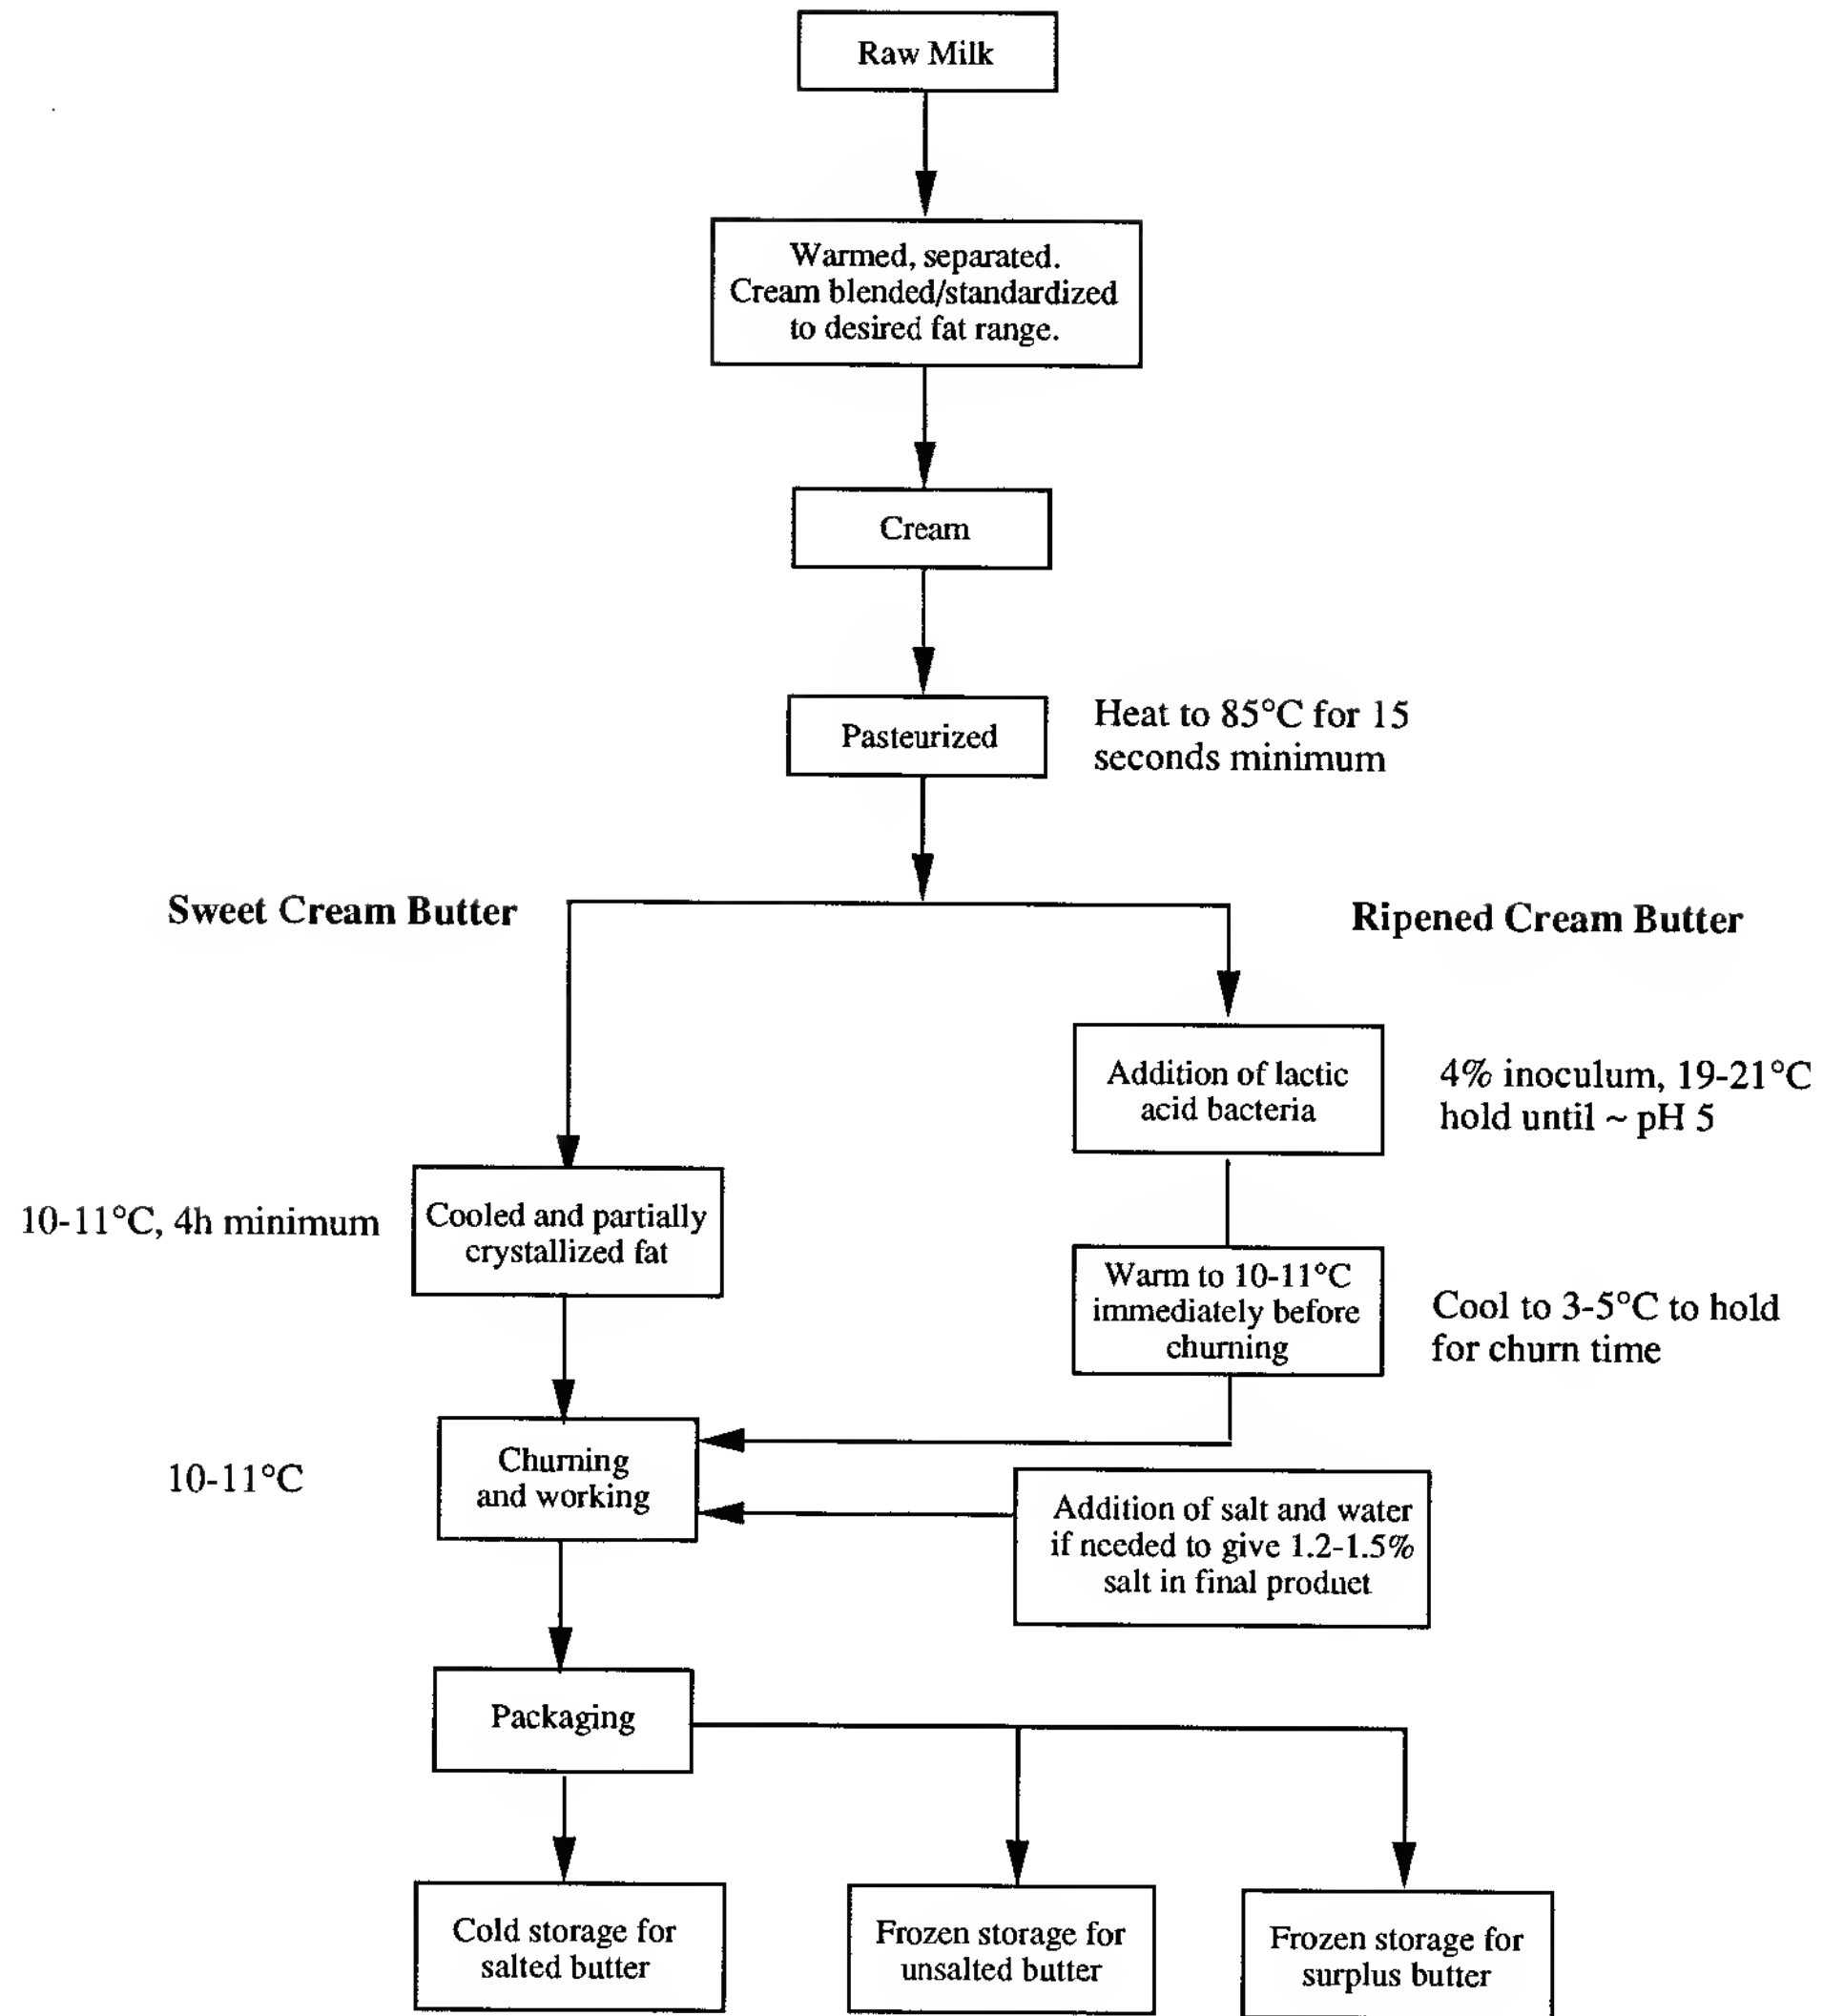 Raw Milk
Warmed, separated.
Cream blended/standardized
to desired fat range.
Cream
Pasteurized
Heat to 85°C for 15
seconds minimum
Sweet Cream Butter
Ripened Cream Butter
Addition of lactic
acid bacteria
4% inoculum, 19-21°C
hold until ~ pH 5
10-11°C, 4h minimum
Cooled and partially
crystallized fat
Warm to 10-11°C
immediately before
churning
Cool to 3-5°C to hold
for churn time
10-11°C
Churning
and working
Addition of salt and water
if needed to give 1.2-1.5%
salt in final product
Packaging
Cold storage for
salted butter
Frozen storage for
unsalted butter
Frozen storage for
surplus butter